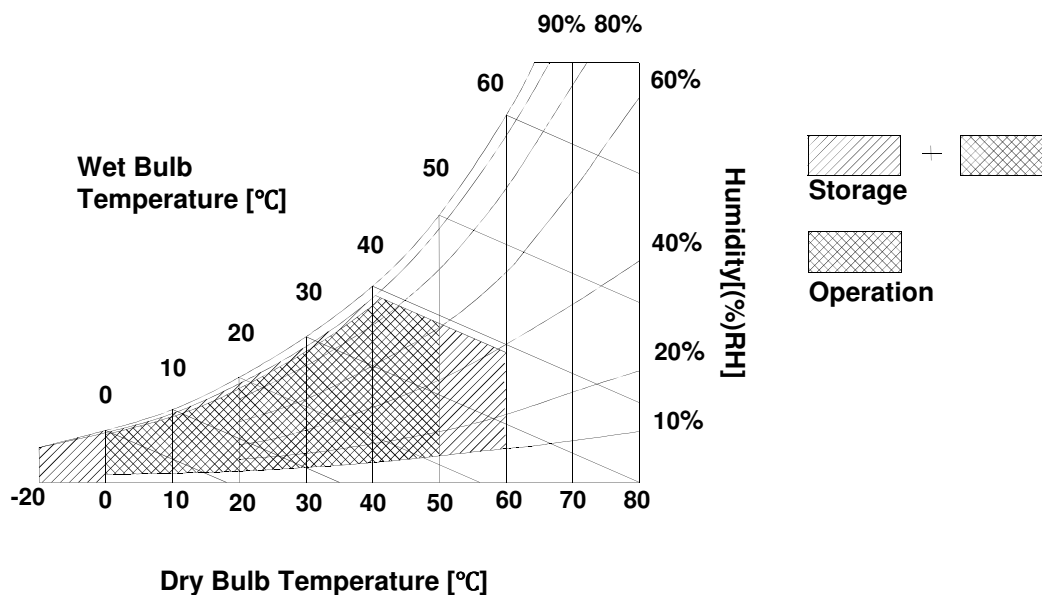 90% 80%
60
60%
Wet Bulb
Temperature [℃]
50
Storage
40
40%
Humidity[(%)RH]
30
Operation
20
20%
10
10%
0
-20 0 10 20 30 40 50 60 70 80
Dry Bulb Temperature [℃]